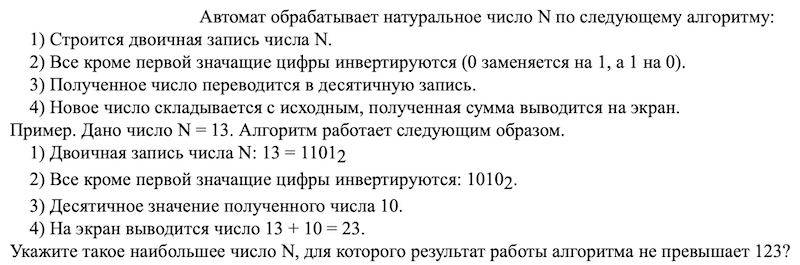 Автомат обрабатывает натуральное число N по следующему алгоритму:
1) Строится двоичная запись числа N.
2) Все кроме первой значащие цифры инвертируются (0 заменяется на 1, а 1 на 0).
3) Полученное число переводится в десятичную запись.
4) Новое число складывается с исходным, полученная сумма выводится на экран.
Пример. Дано число N = 13. Алгоритм работает следующим образом.
1) Двоичная запись числа N: 13 = 1101₂
2) Все кроме первой значащие цифры инвертируются: 1010₂.
3) Десятичное значение полученного числа 10.
4) На экран выводится число 13 + 10 = 23.
Укажите такое наибольшее число N, для которого результат работы алгоритма не превышает 123?